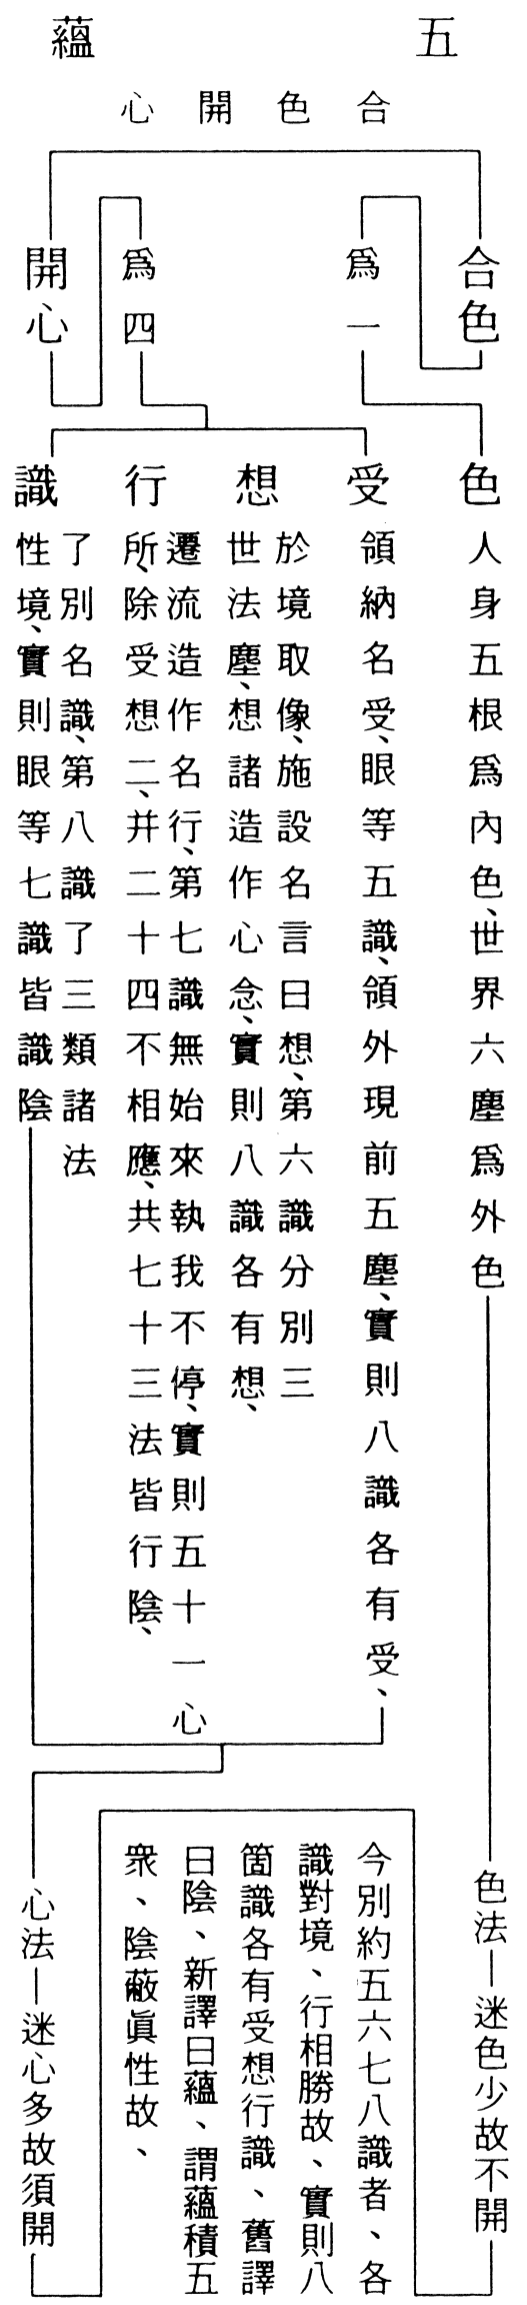 五蘊
合色開心
合色
為一
為四
開心
色
人身五根為內色、世界六塵為外色
受
領納名受、眼等五識、領外現前五塵、實則八識各有受、
想
於境取像、施設名言曰想、第六識分別三
世法塵、想諸造作心念、實則八識各有想、
行
遷流造作名行、第七識無始來執我不停、實則五十一心
所、除受想二、并二十四不相應、共七十三法皆行陰、
識
了別名識、第八識了三類諸法
性境、實則眼等七識皆識陰
色法—迷色少故不開
今別約五六七八識者、各
識對境、行相勝故、實則八
箇識各有受想行識、舊譯
曰陰、新譯曰蘊、謂蘊積五
衆、陰蔽眞性故、
心法—迷心多故須開